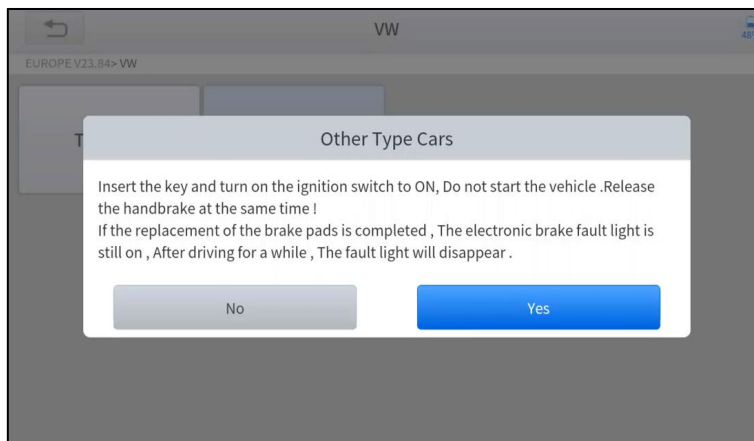 VW
48%
EUROPE V23.84> VW
T
Other Type Cars
Insert the key and turn on the ignition switch to ON, Do not start the vehicle .Release
the handbrake at the same time !
If the replacement of the brake pads is completed , The electronic brake fault light is
still on , After driving for a while , The fault light will disappear .
No
Yes